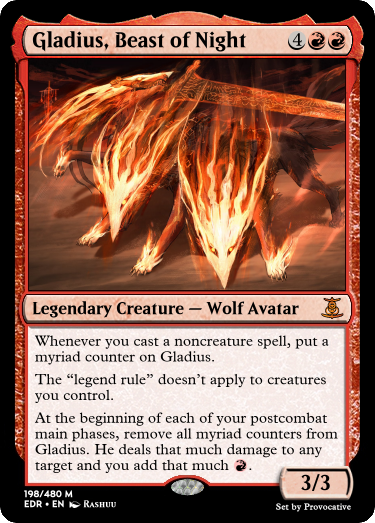 Gladius, Beast of Night 4
Legendary Creature — Wolf Avatar
Whenever you cast a noncreature spell, put a
myriad counter on Gladius.
The “legend rule” doesn’t apply to creatures
you control.
At the beginning of each of your postcombat
main phases, remove all myriad counters from
Gladius. He deals that much damage to any
target and you add that much .
3/3
198/480 M
EDR • EN RASHUU
Set by Provocative